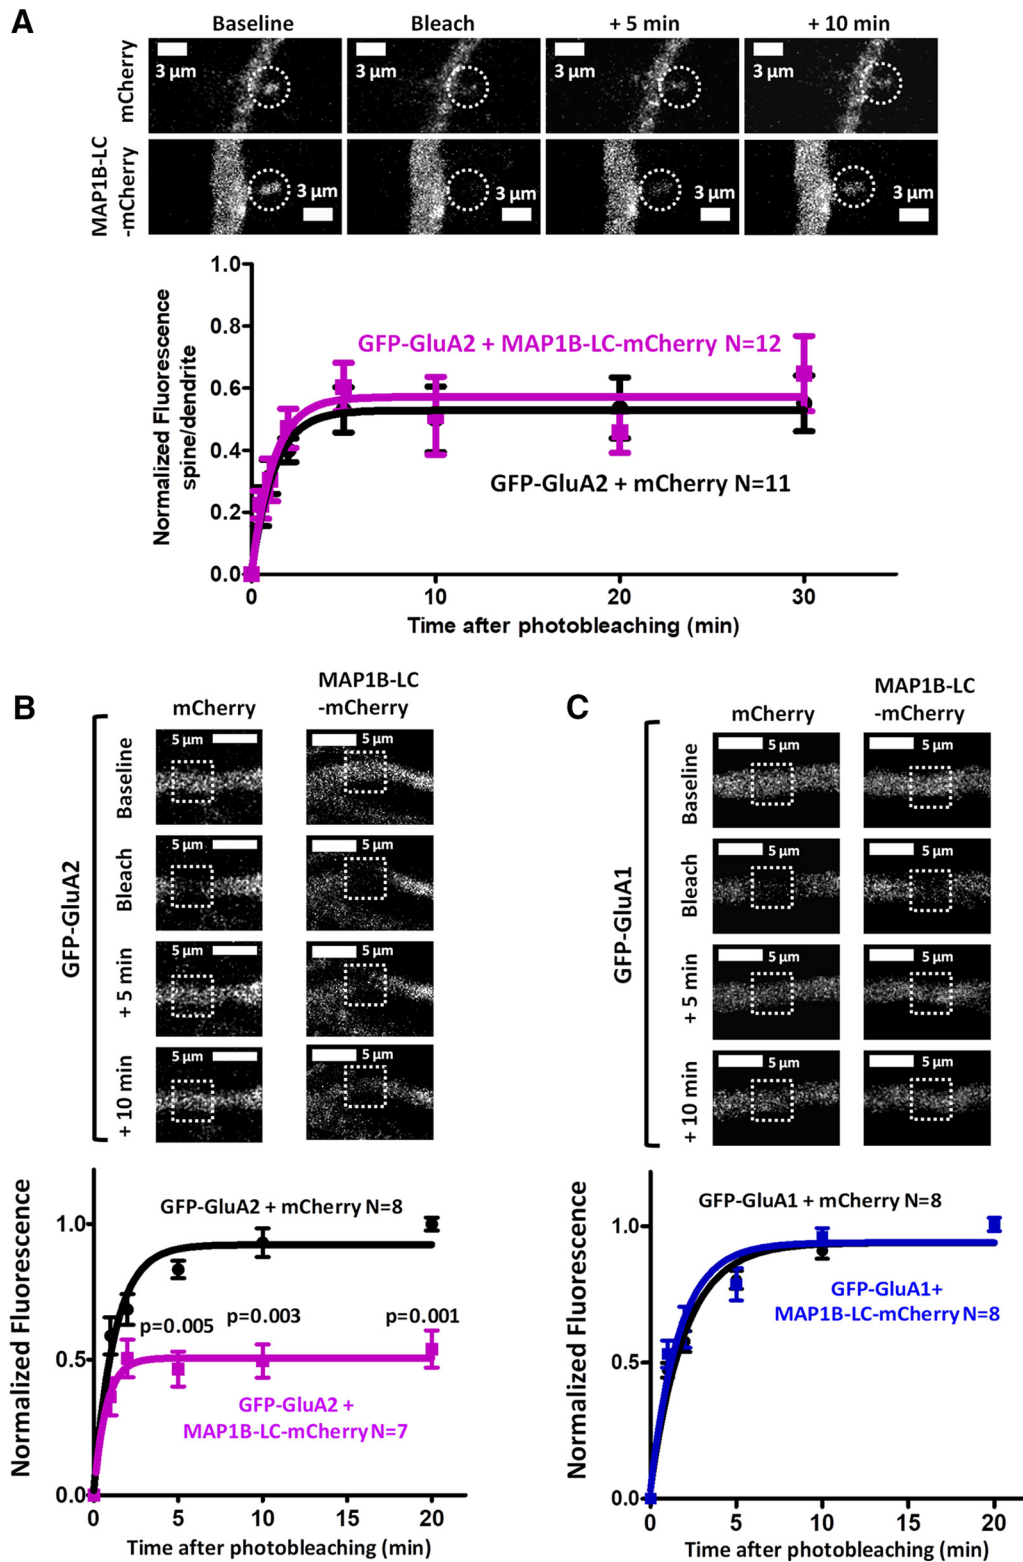 A
Baseline
Bleach
+ 5 min
+ 10 min
mCherry
3 µm
3 µm
3 µm
3 µm
MAP1B-LC
-mCherry
3 µm
3 µm
3 µm
3 µm
Normalized Fluorescence
spine/dendrite
1.0
0.8
0.6
0.4
0.2
0.0
GFP-GluA2 + MAP1B-LC-mCherry N=12
GFP-GluA2 + mCherry N=11
0
10
20
30
Time after photobleaching (min)
B
mCherry
MAP1B-LC
-mCherry
GFP-GluA2
Baseline
5 µm
5 µm
Bleach
5 µm
5 µm
+ 5 min
5 µm
5 µm
+ 10 min
5 µm
5 µm
Normalized Fluorescence
1.0
0.5
0.0
GFP-GluA2 + mCherry N=8
p=0.005
p=0.003
p=0.001
GFP-GluA2 +
MAP1B-LC-mCherry N=7
0
5
10
15
20
Time after photobleaching (min)
C
mCherry
MAP1B-LC
-mCherry
GFP-GluA1
Baseline
5 µm
5 µm
Bleach
5 µm
5 µm
+ 5 min
5 µm
5 µm
+ 10 min
5 µm
5 µm
Normalized Fluorescence
1.0
0.5
0.0
GFP-GluA1 + mCherry N=8
GFP-GluA1+
MAP1B-LC-mCherry N=8
0
5
10
15
20
Time after photobleaching (min)